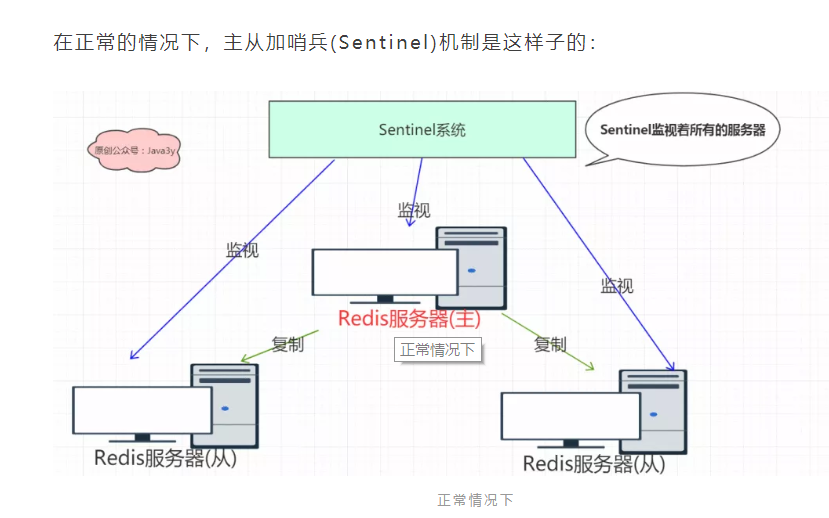 在正常的情况下，主从加哨兵(Sentinel)机制是这样子的：
Sentinel系统
Sentinel监视着所有的服务器
原创公众号：Java3y
监视
监视
监视
Redis服务器(主)
复制
正常情况下
复制
Redis服务器(从)
Redis服务器(从)
正常情况下